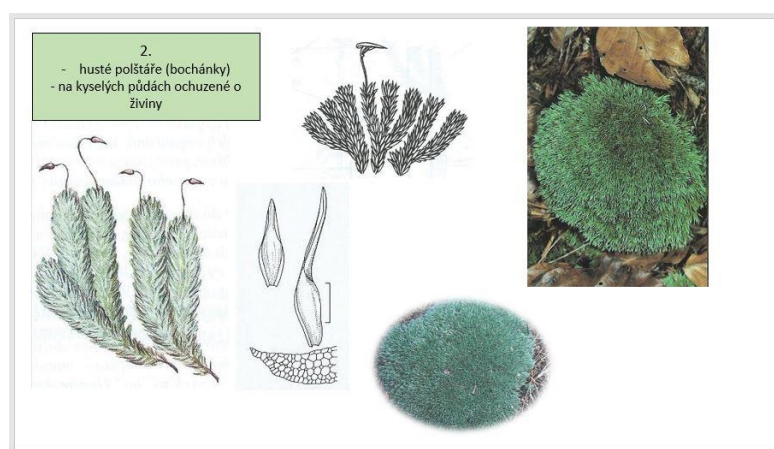 2.
- husté polštáře (bochánky)
- na kyselých půdách ochuzené o
živiny